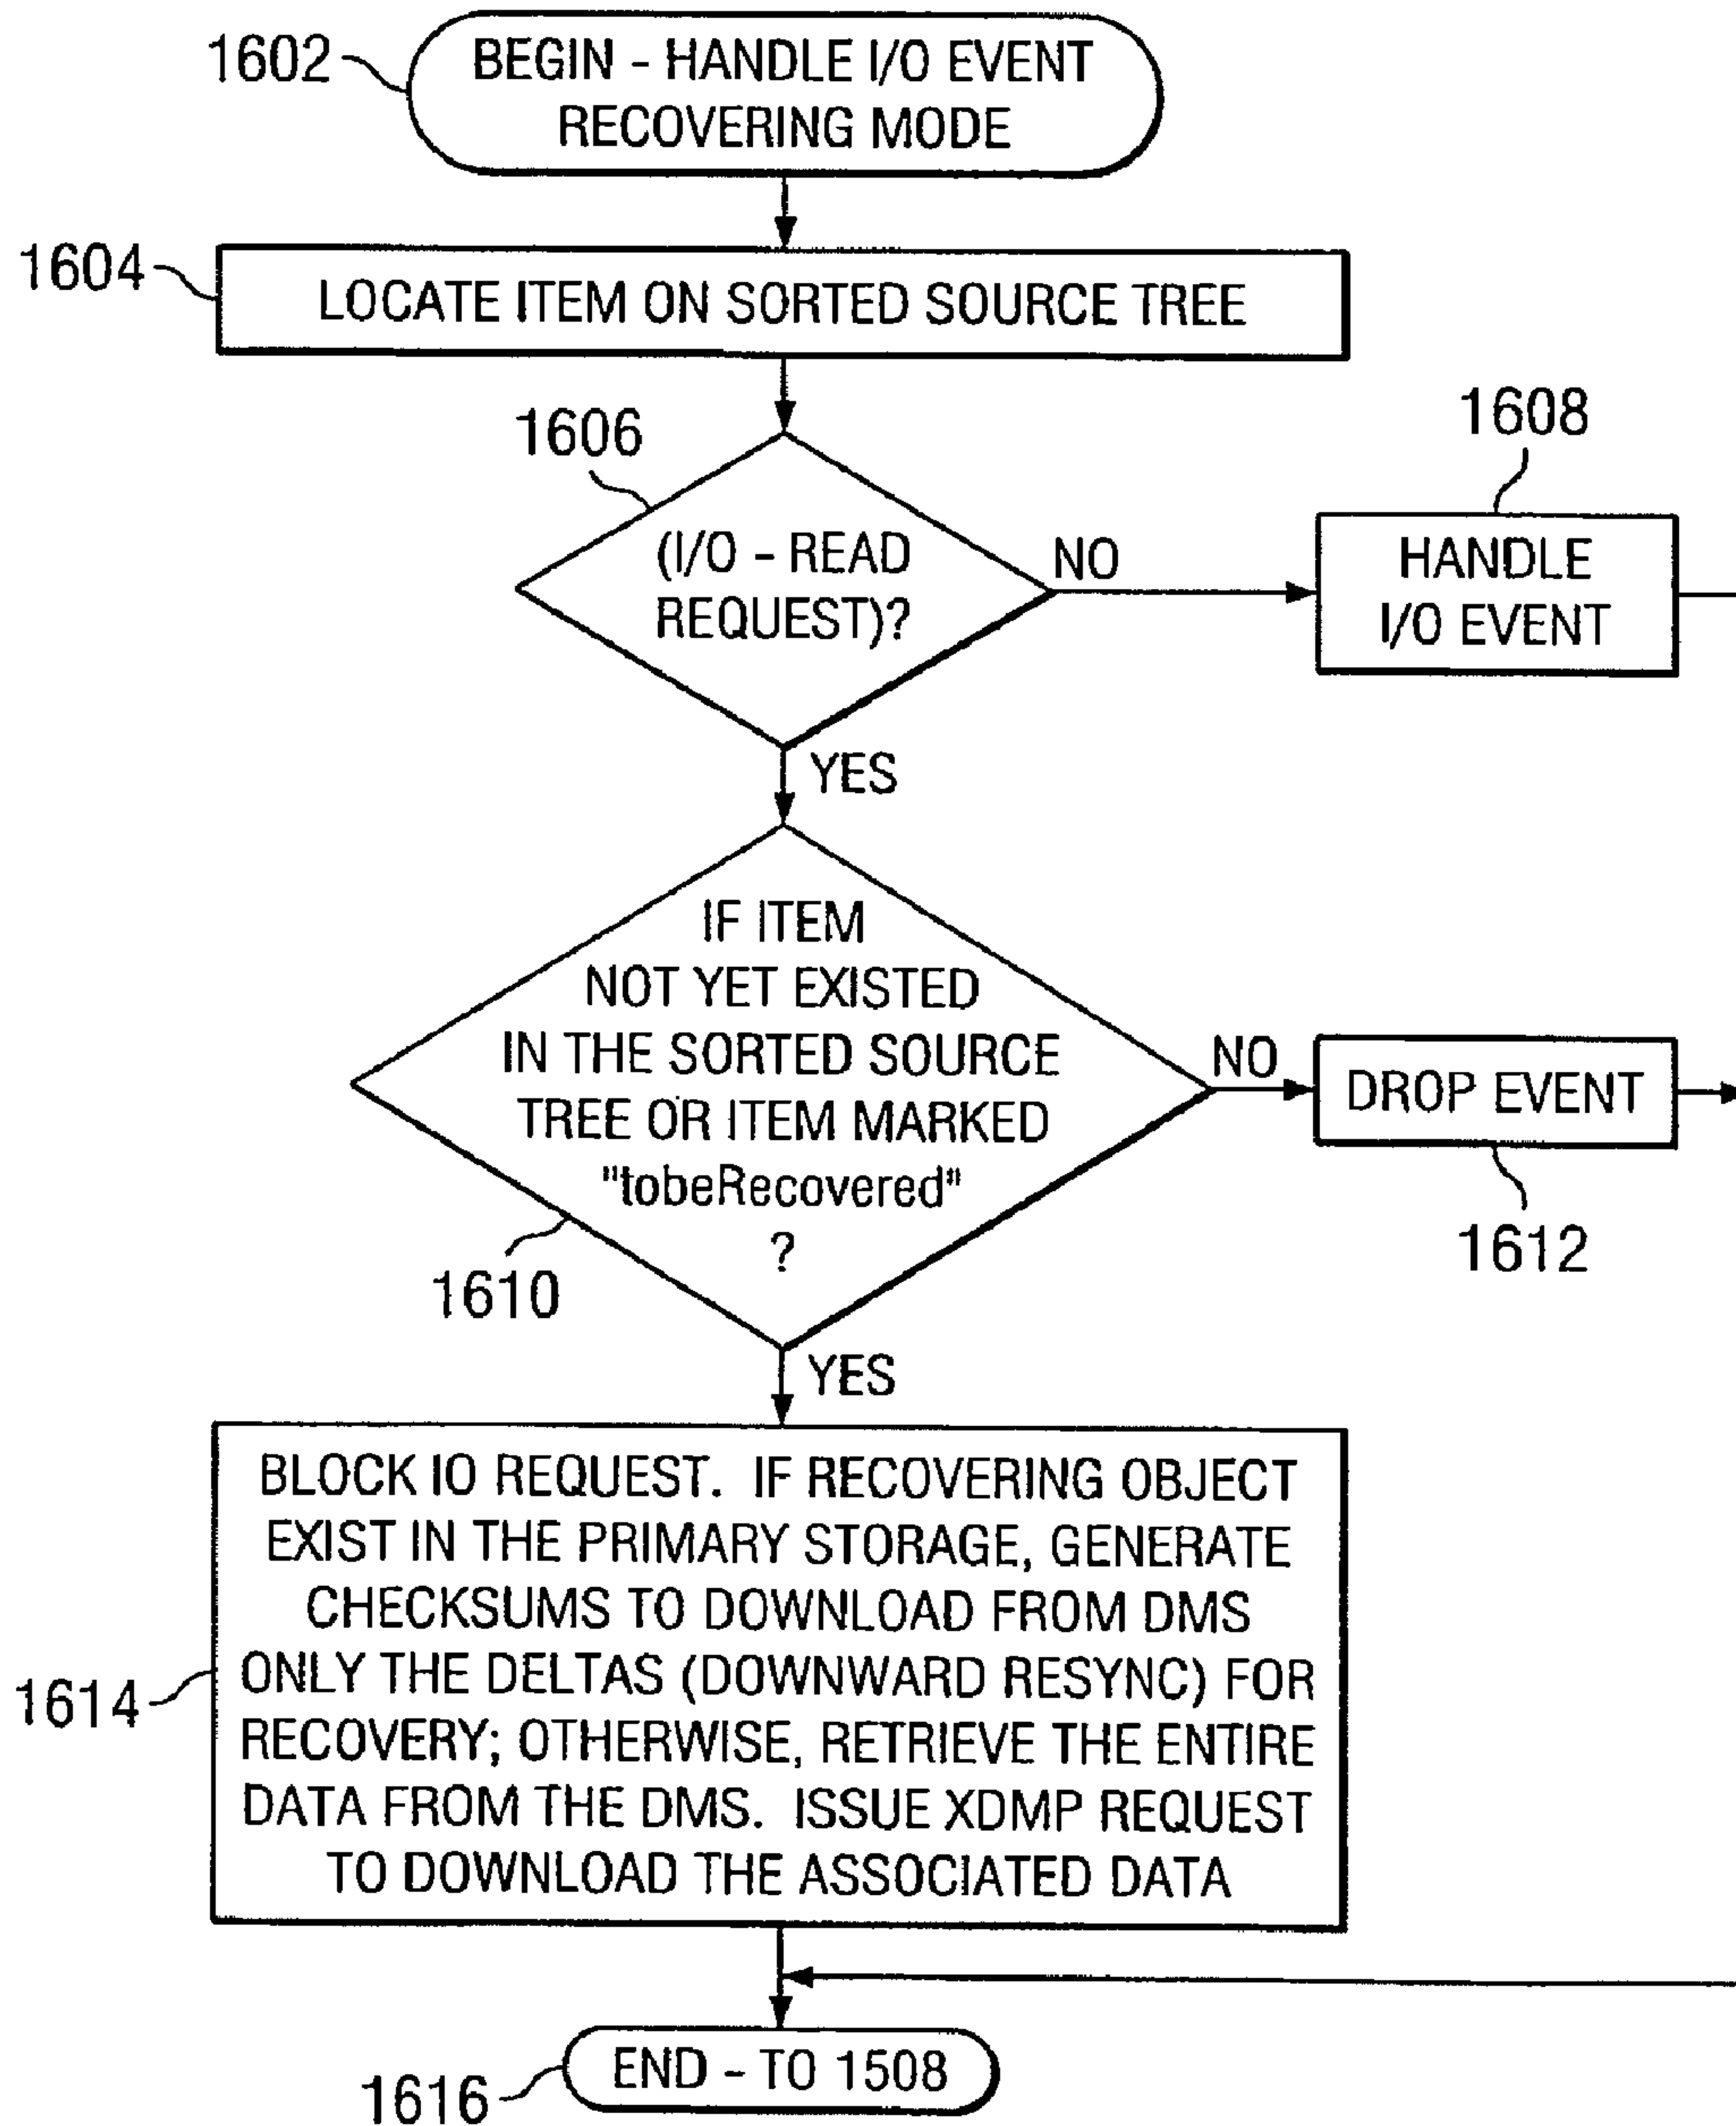 1602
BEGIN - HANDLE I/O EVENT
RECOVERING MODE
1604
LOCATE ITEM ON SORTED SOURCE TREE
1606
(I/O - READ
REQUEST)?
NO
1608
HANDLE
I/O EVENT
YES
IF ITEM
NOT YET EXISTED
IN THE SORTED SOURCE
TREE OR ITEM MARKED
"tobeRecovered"
?
1610
NO
DROP EVENT
1612
YES
1614
BLOCK IO REQUEST. IF RECOVERING OBJECT
EXIST IN THE PRIMARY STORAGE, GENERATE
CHECKSUMS TO DOWNLOAD FROM DMS
ONLY THE DELTAS (DOWNWARD RESYNC) FOR
RECOVERY; OTHERWISE, RETRIEVE THE ENTIRE
DATA FROM THE DMS. ISSUE XDMP REQUEST
TO DOWNLOAD THE ASSOCIATED DATA
END - TO 1508
1616